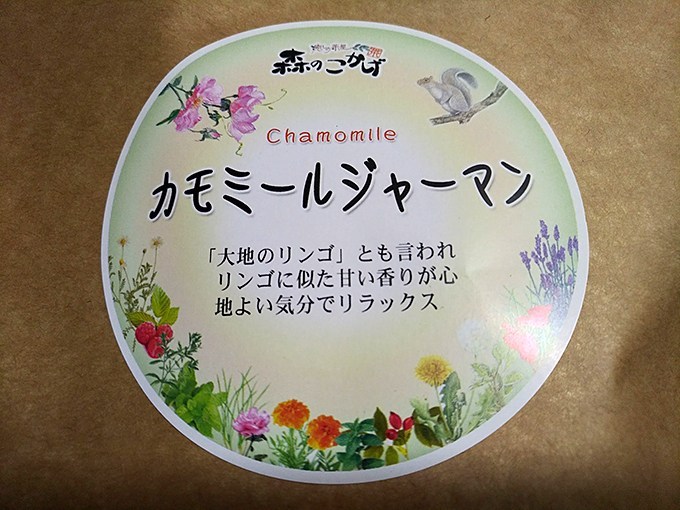 森のこかげ
Chamomile
カモミールジャーマン
「大地のリンゴ」とも言われ
リンゴに似た甘い香りが心
地よい気分でリラックス